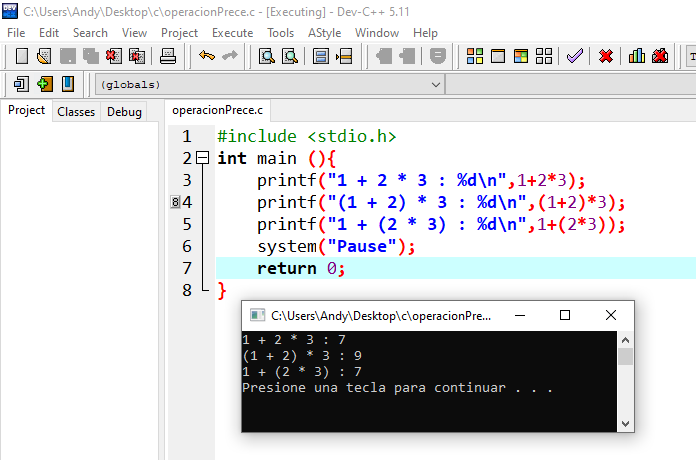 C:\Users\Andy\Desktop\c\operacionPrece.c - [Executing] - Dev-C++ 5.11
File Edit Search View Project Execute Tools AStyle Window Help
(globals)
Project Classes Debug
operacionPrece.c
1 #include <stdio.h>
2 int main (){
3 printf("1 + 2 * 3 : %d\n",1+2*3);
4 printf("(1 + 2) * 3 : %d\n",(1+2)*3);
5 printf("1 + (2 * 3) : %d\n",1+(2*3));
6 system("Pause");
7 return 0;
8 }
C:\Users\Andy\Desktop\c\operacionPre...
1 + 2 * 3 : 7
(1 + 2) * 3 : 9
1 + (2 * 3) : 7
Presione una tecla para continuar . . .